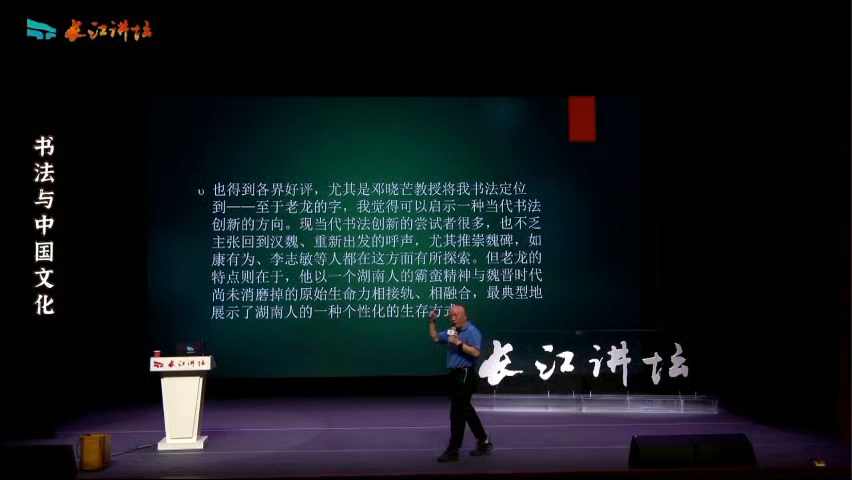 长江讲坛
书法与中国文化
也得到各界好评，尤其是邓晓芒教授将我书法定位
到——至于老龙的字，我觉得可以启示一种当代书法
创新的方向。现当代书法创新的尝试者很多，也不乏
主张回到汉魏、重新出发的呼声，尤其推崇魏碑，如
康有为、李志敏等人都在这方面有所探索。但老龙的
特点则在于，他以一个湖南人的霸蛮精神与魏晋时代
尚未消磨掉的原始生命力相接轨、相融合，最典型地
展示了湖南人的一种个性化的生存方式
长江讲坛
长江讲坛